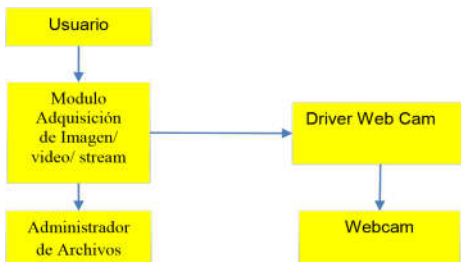 Usuario
Modulo
Adquisición
de Imagen/
video/ stream
Driver Web Cam
Administrador
de Archivos
Webcam